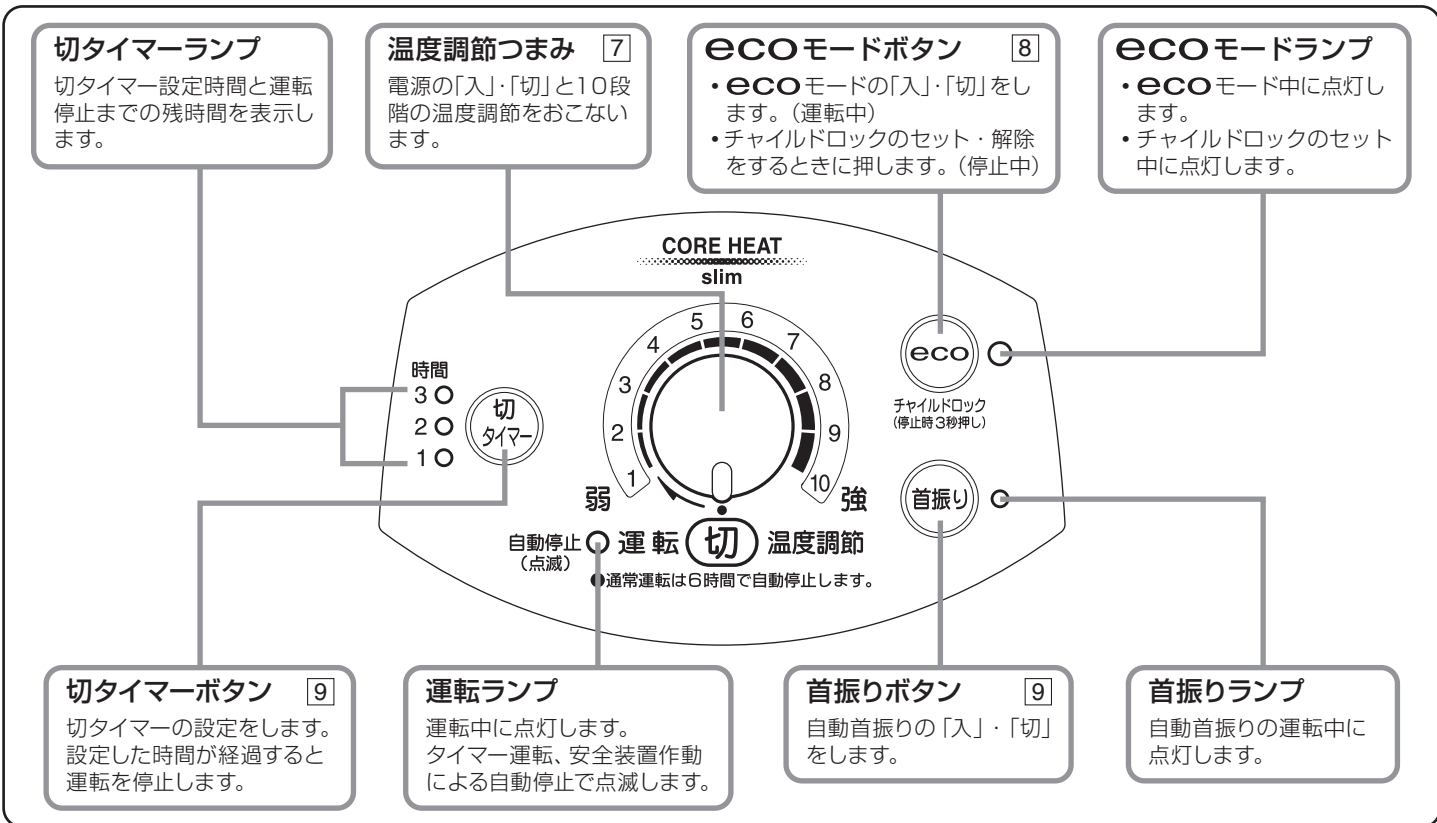 切タイマーランプ
切タイマー設定時間と運転
停止までの残時間を表示し
ます。
温度調節つまみ 7
電源の「入」・「切」と10段
階の温度調節をおこない
ます。
ecoモードボタン 8
•ecoモードの「入」・「切」をし
ます。(運転中)
•チャイルドロックのセット・解除
をするときに押します。(停止中)
ecoモードランプ
•ecoモード中に点灯し
ます。
•チャイルドロックのセット
中に点灯します。
CORE HEAT
slim
時間
3
2
1
切
タイマー
1
2
3
4
5
6
7
8
9
10
弱
強
eco
チャイルドロック
(停止時3秒押し)
首振り
自動停止
(点滅)
運転 切 温度調節
●通常運転は6時間で自動停止します。
切タイマーボタン 9
切タイマーの設定をします。
設定した時間が経過すると
運転を停止します。
運転ランプ
運転中に点灯します。
タイマー運転、安全装置作動
による自動停止で点滅します。
首振りボタン 9
自動首振りの「入」・「切」
をします。
首振りランプ
自動首振りの運転中に
点灯します。